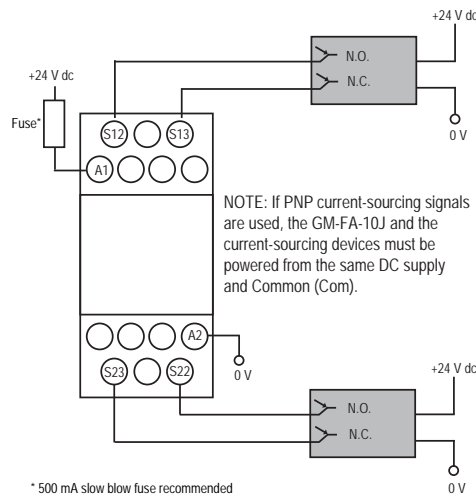 +24 V dc
N.O.
N.C.
0 V
+24 V dc
Fuse*
S12
S13
A1
NOTE: If PNP current-sourcing signals
are used, the GM-FA-10J and the
current-sourcing devices must be
powered from the same DC supply
and Common (Com).
A2
0 V
S23
S22
+24 V dc
N.O.
N.C.
0 V
* 500 mA slow blow fuse recommended